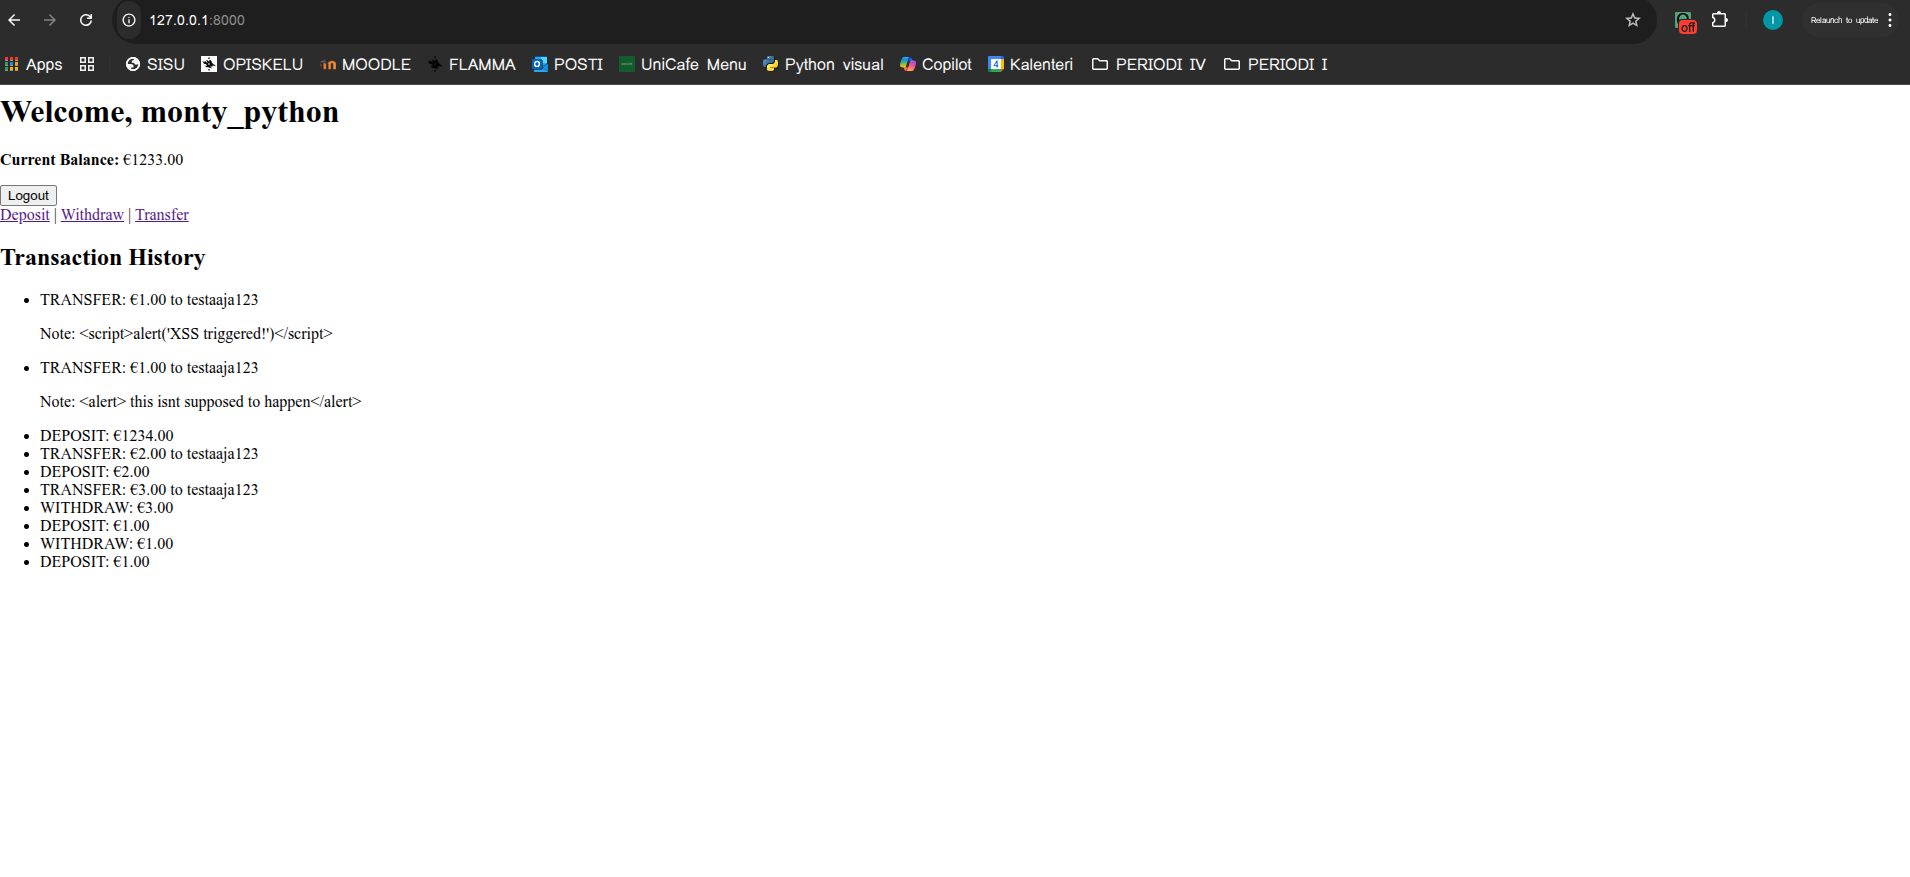 127.0.0.1:8000
off
I
Relaunch to update
Apps SISU OPISKELU MOODLE FLAMMA POSTI UniCafe Menu Python visual Copilot 4 Kalenteri PERIODI IV PERIODI I
Welcome, monty_python
Current Balance: €1233.00
Logout
Deposit | Withdraw | Transfer
Transaction History
TRANSFER: €1.00 to testaaja123
Note: <script>alert('XSS triggered!')</script>
TRANSFER: €1.00 to testaaja123
Note: <alert> this isnt supposed to happen</alert>
DEPOSIT: €1234.00
TRANSFER: €2.00 to testaaja123
DEPOSIT: €2.00
TRANSFER: €3.00 to testaaja123
WITHDRAW: €3.00
DEPOSIT: €1.00
WITHDRAW: €1.00
DEPOSIT: €1.00